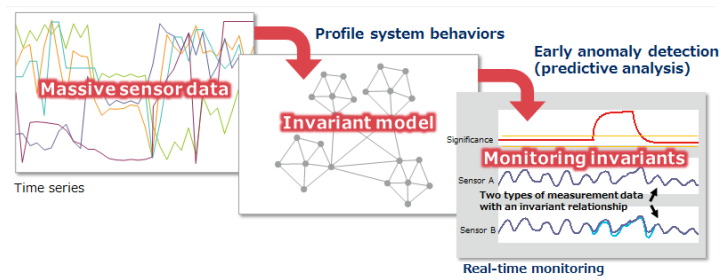 Massive sensor data
Time series
Profile system behaviors
Invariant model
Early anomaly detection
(predictive analysis)
Significance
Monitoring invariants
Sensor A
Two types of measurement data
with an invariant relationship
Sensor B
Real-time monitoring